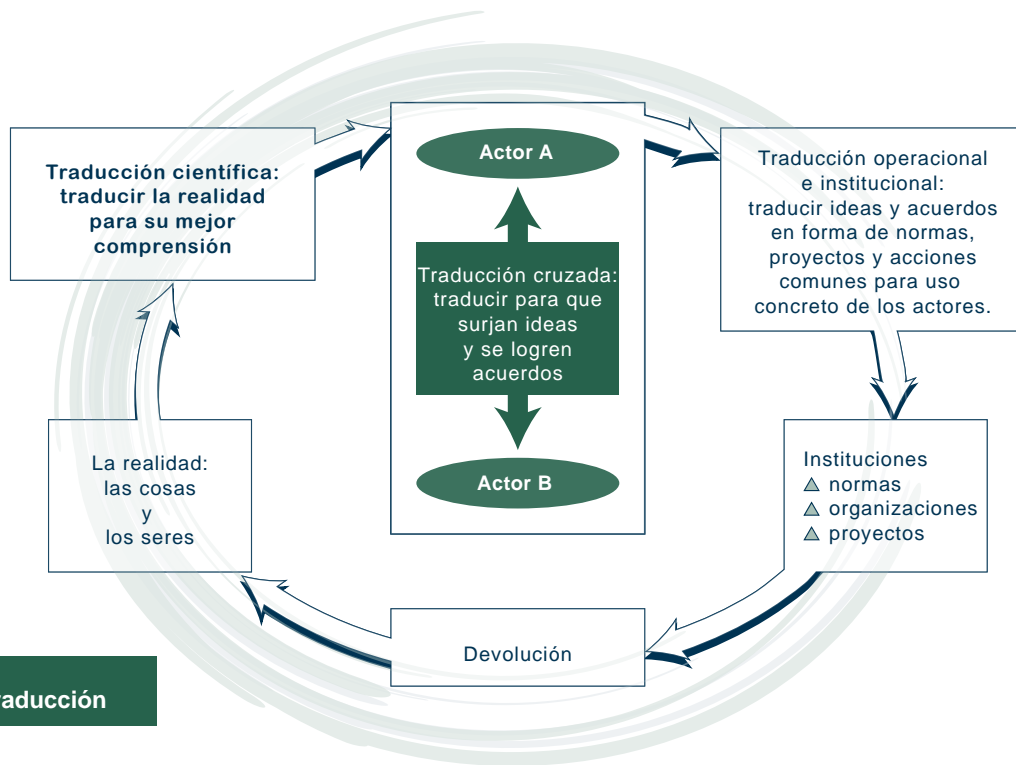 Traducción científica:
traducir la realidad
para su mejor
comprensión
Actor A
Traducción cruzada:
traducir para que
surjan ideas
y se logren
acuerdos
Actor B
Traducción operacional
e institucional:
traducir ideas y acuerdos
en forma de normas,
proyectos y acciones
comunes para uso
concreto de los actores.
Instituciones
normas
organizaciones
proyectos
Devolución
La realidad:
las cosas
y
los seres